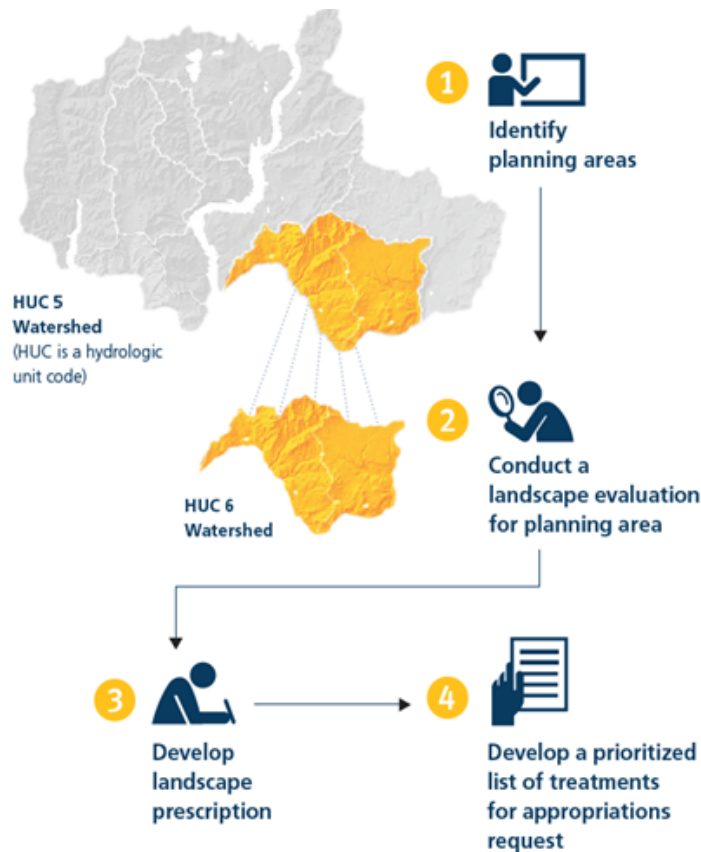 1
Identify
planning areas
HUC 5
Watershed
(HUC is a hydrologic
unit code)
HUC 6
Watershed
2
Conduct a
landscape evaluation
for planning area
3
Develop
landscape
prescription
4
Develop a prioritized
list of treatments
for appropriations
request